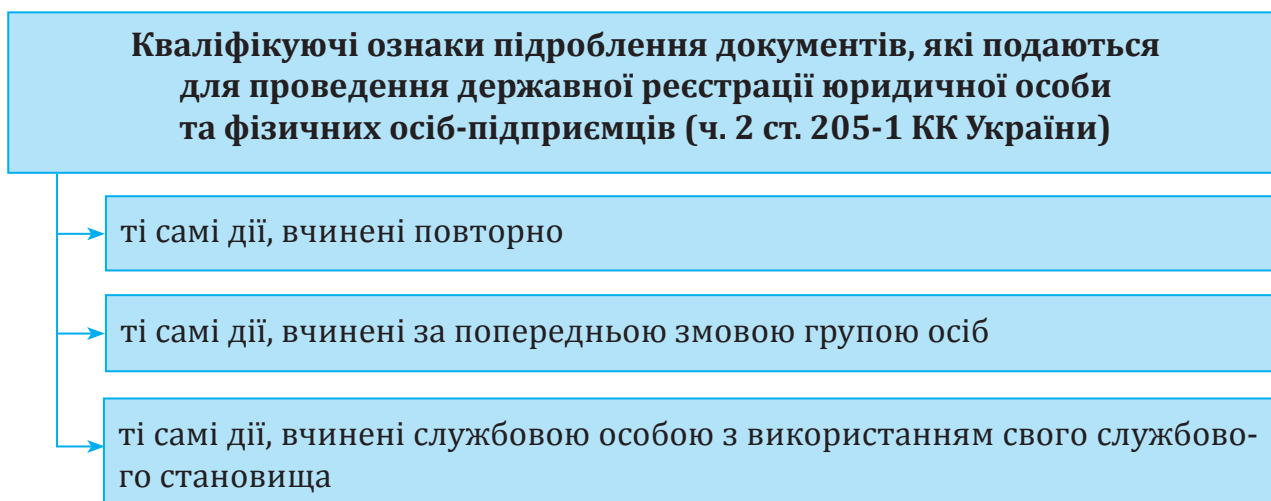 Кваліфікуючі ознаки підроблення документів, які подаються
для проведення державної реєстрації юридичної особи
та фізичних осіб-підприємців (ч. 2 ст. 205-1 КК України)
ті самі дії, вчинені повторно
ті самі дії, вчинені за попередньою змовою групою осіб
ті самі дії, вчинені службовою особою з використанням свого службово-
го становища